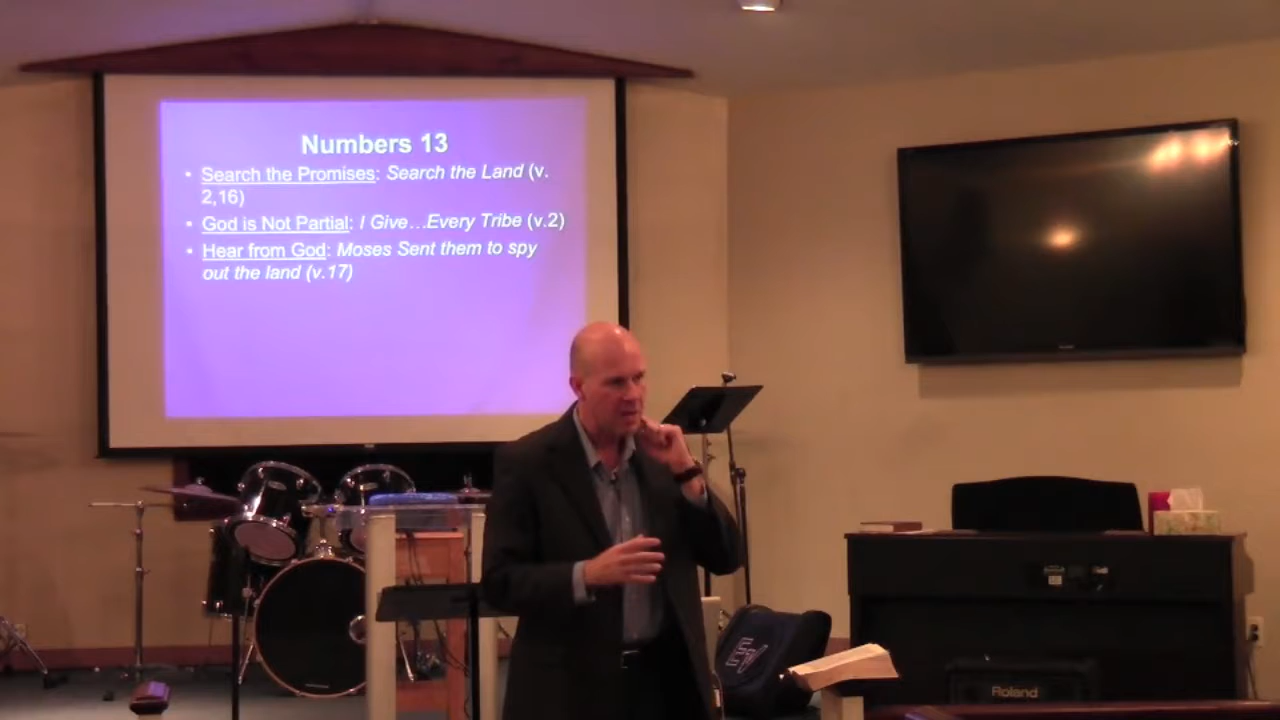 Numbers 13
• Search the Promises: Search the Land (v.
2,16)
• God is Not Partial: I Give…Every Tribe (v.2)
• Hear from God: Moses Sent them to spy
out the land (v.17)
Roland